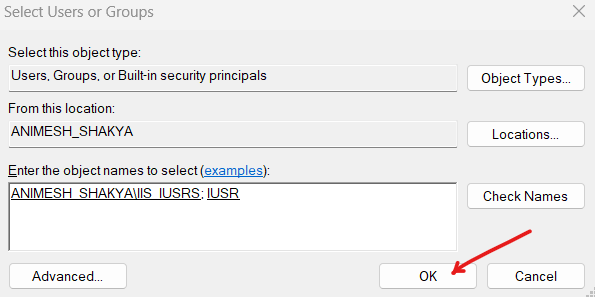 Select Users or Groups
Select this object type:
Users, Groups, or Built-in security principals
Object Types...
From this location:
ANIMESH_SHAKYA
Locations...
Enter the object names to select (examples):
ANIMESH_SHAKYA\IIS_IUSRS; IUSR
Check Names
Advanced...
OK
Cancel